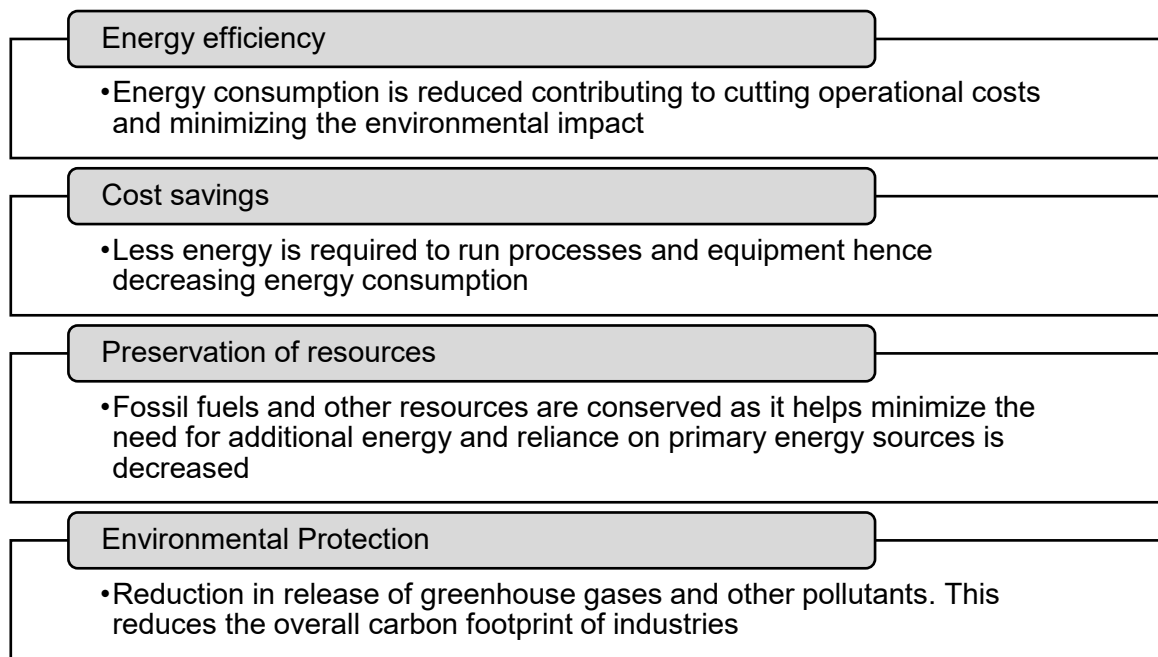 Energy efficiency
•Energy consumption is reduced contributing to cutting operational costs
and minimizing the environmental impact
Cost savings
•Less energy is required to run processes and equipment hence
decreasing energy consumption
Preservation of resources
•Fossil fuels and other resources are conserved as it helps minimize the
need for additional energy and reliance on primary energy sources is
decreased
Environmental Protection
•Reduction in release of greenhouse gases and other pollutants. This
reduces the overall carbon footprint of industries